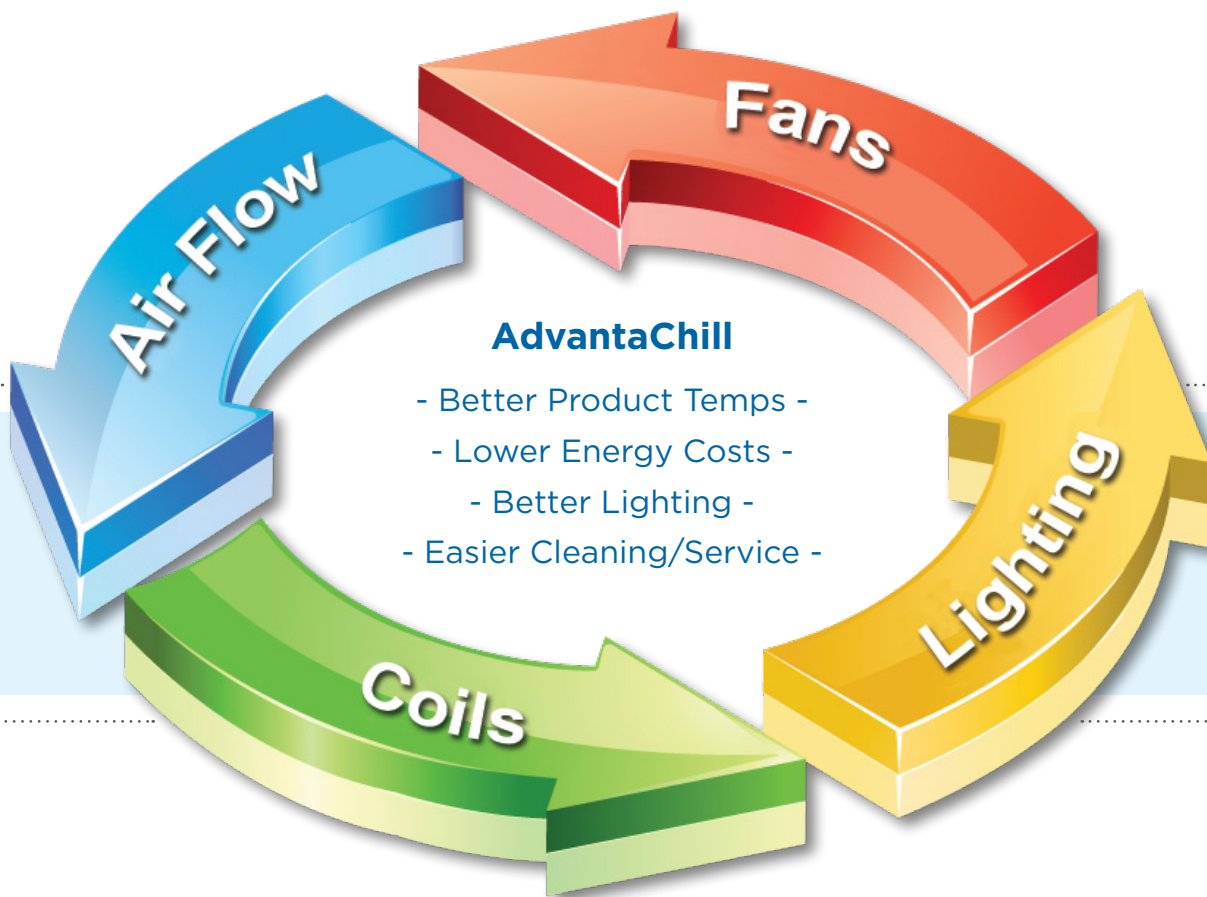 Fans
Air Flow
AdvantaChill
- Better Product Temps -
- Lower Energy Costs -
- Better Lighting -
- Easier Cleaning/Service -
Lighting
Coils